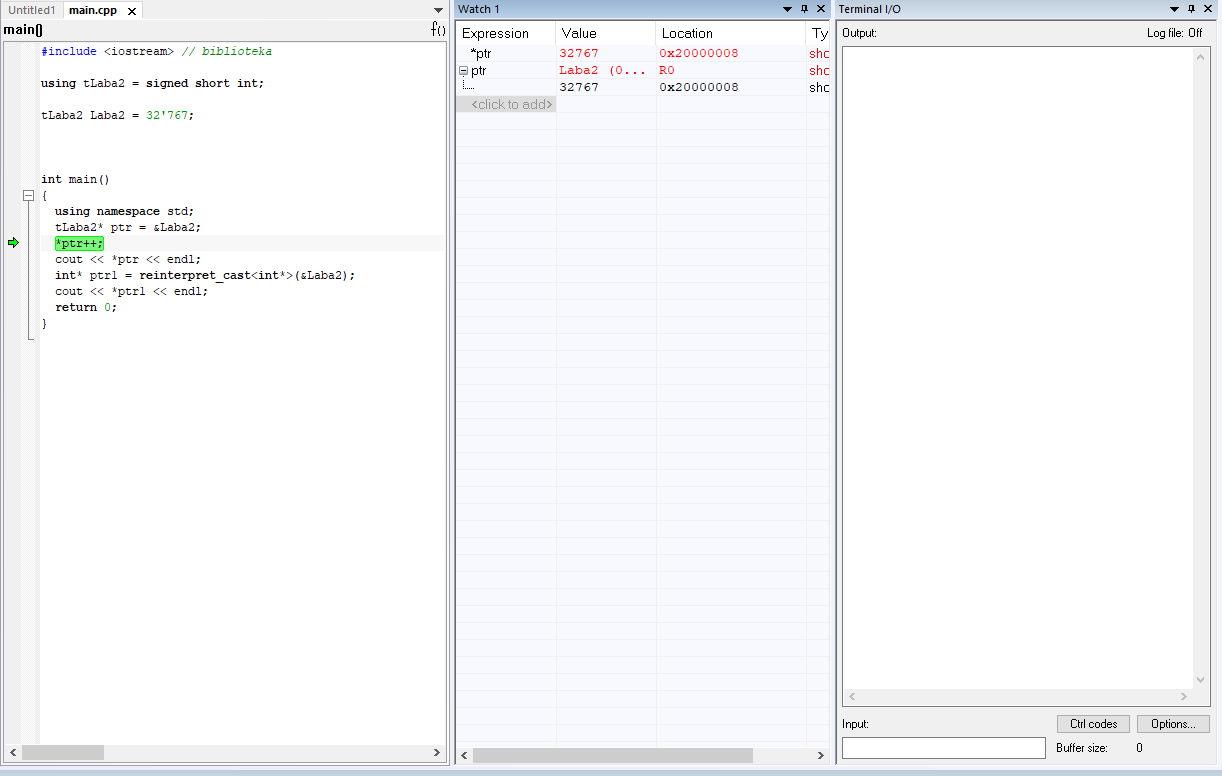 Untitled1 main.cpp
main()
f()
#include <iostream> // biblioteka
using tLaba2 = signed short int;
tLaba2 Laba2 = 32'767;
int main()
{
using namespace std;
tLaba2* ptr = &Laba2;
*ptr++;
cout << *ptr << endl;
int* ptr1 = reinterpret_cast<int*>(&Laba2);
cout << *ptr1 << endl;
return 0;
}
Watch 1
Expression Value Location Ty
*ptr 32767 0x20000008 sho
ptr Laba2 (0... R0 sho
32767 0x20000008 sho
<click to add>
Terminal I/O
Output: Log file: Off
Input: Ctrl codes Options...
Buffer size: 0